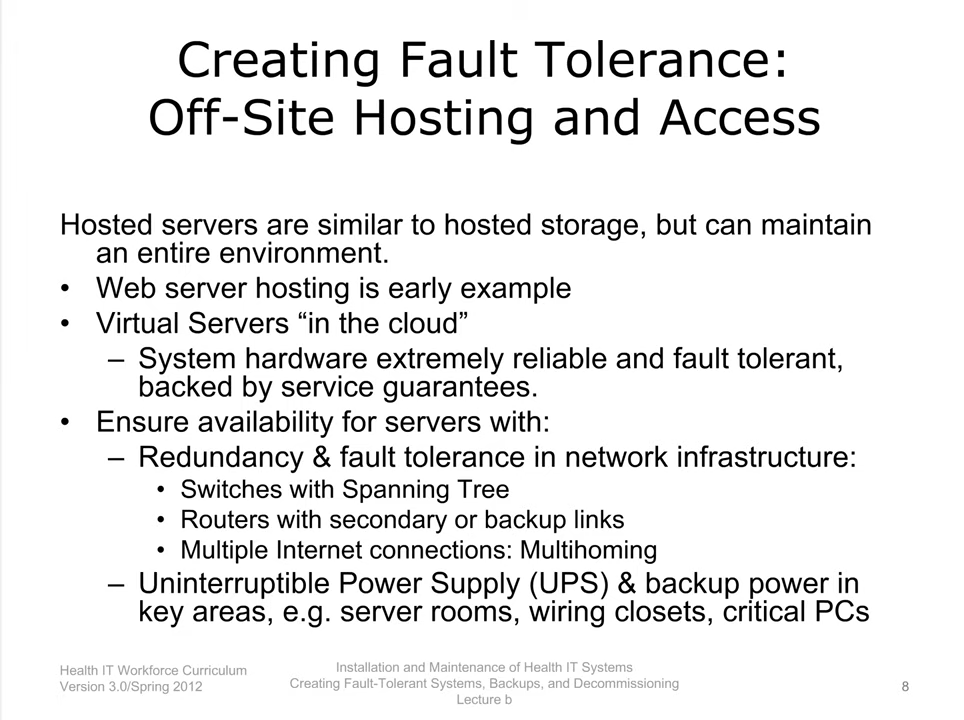 Creating Fault Tolerance:
Off-Site Hosting and Access
Hosted servers are similar to hosted storage, but can maintain
an entire environment.
• Web server hosting is early example
• Virtual Servers “in the cloud”
– System hardware extremely reliable and fault tolerant,
backed by service guarantees.
• Ensure availability for servers with:
– Redundancy & fault tolerance in network infrastructure:
• Switches with Spanning Tree
• Routers with secondary or backup links
• Multiple Internet connections: Multihoming
– Uninterruptible Power Supply (UPS) & backup power in
key areas, e.g. server rooms, wiring closets, critical PCs
Health IT Workforce Curriculum
Version 3.0/Spring 2012
Installation and Maintenance of Health IT Systems
Creating Fault-Tolerant Systems, Backups, and Decommissioning
Lecture b
8